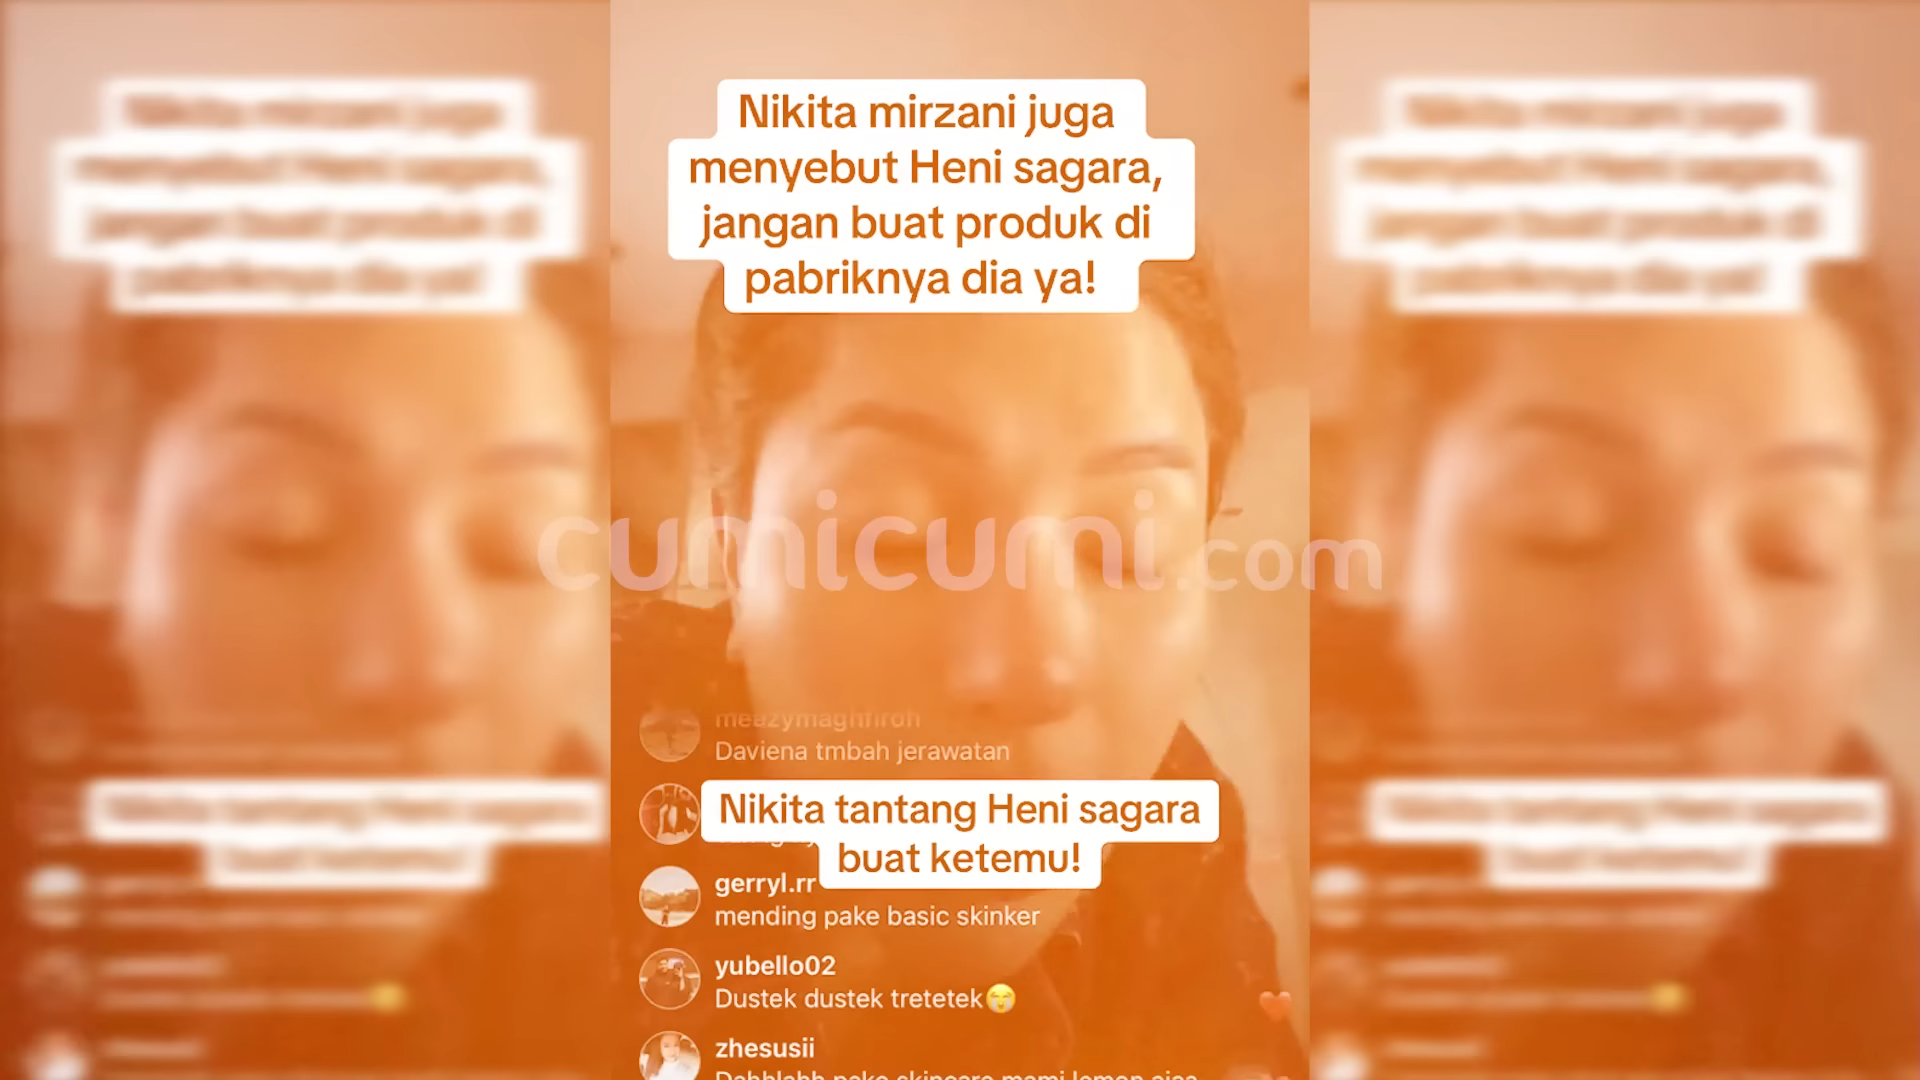 Nikita mirzani juga
menyebut Heni sagara,
jangan buat produk di
pabriknya dia ya!
cumicumi.com
meezymaghfiroh
Daviena tmbah jerawatan
Nikita tantang Heni sagara
buat ketemu!
gerryl.rr
mending pake basic skinker
yubello02
Dustek dustek tretetek😭
zhesusii